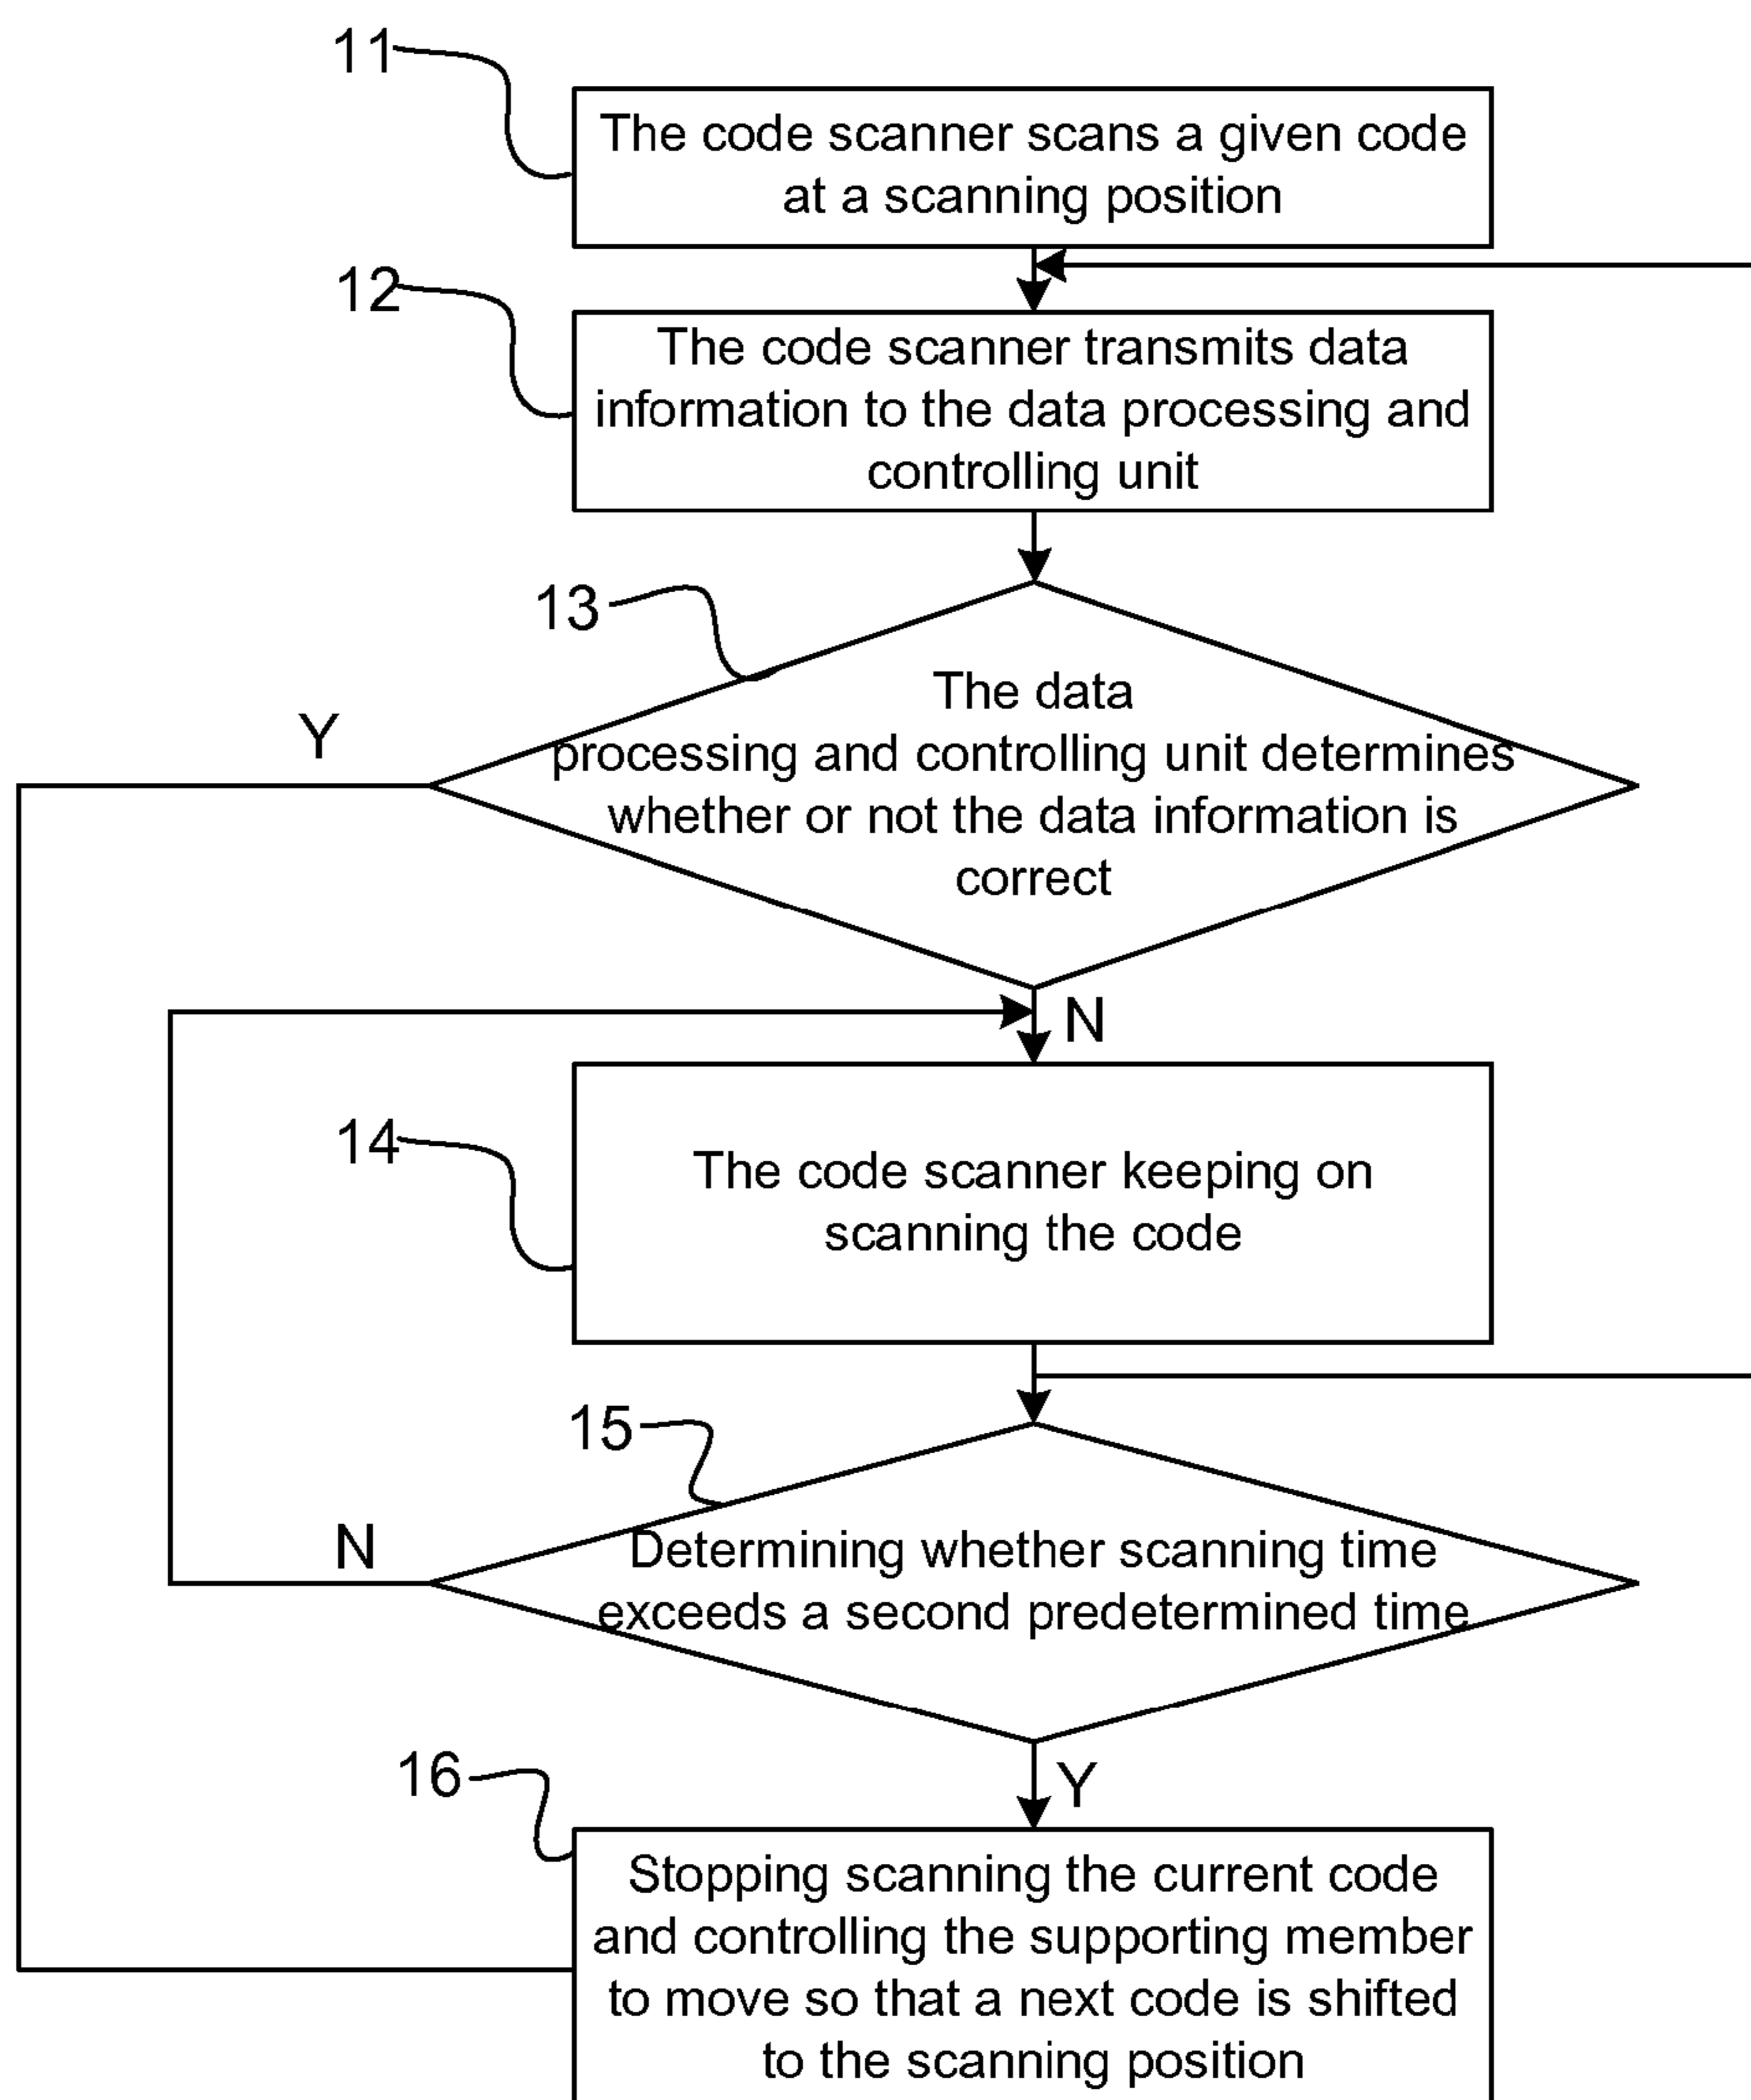 11
The code scanner scans a given code
at a scanning position
12
The code scanner transmits data
information to the data processing and
controlling unit
13
The data
processing and controlling unit determines
whether or not the data information is
correct
Y
N
14
The code scanner keeping on
scanning the code
15
Determining whether scanning time
exceeds a second predetermined time
N
Y
16
Stopping scanning the current code
and controlling the supporting member
to move so that a next code is shifted
to the scanning position